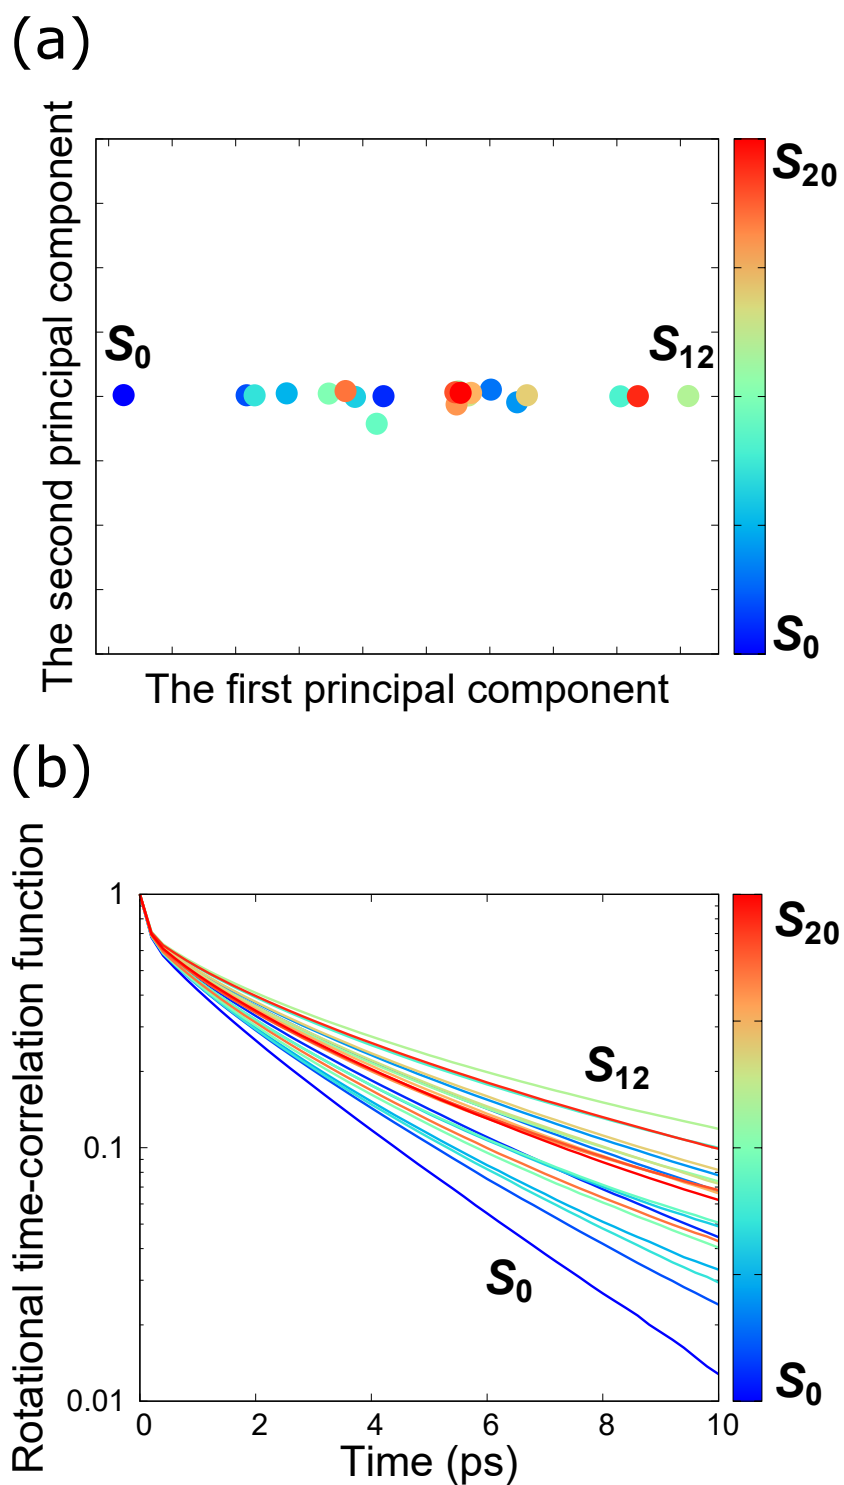 (a)
The second principal component
S0
S12
S20
S0
The first principal component
(b)
Rotational time-correlation function
1
0.1
0.01
S12
S0
S20
S0
0 2 4 6 8 10
Time (ps)